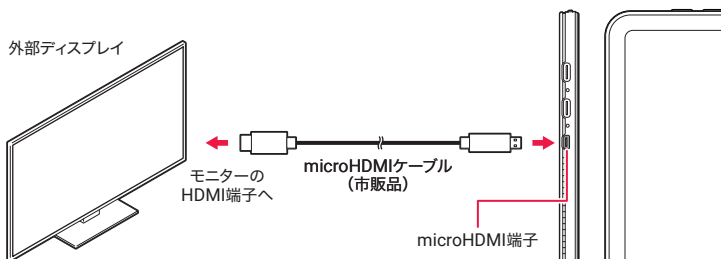 外部ディスプレイ
モニターの
HDMI端子へ
microHDMIケーブル
（市販品）
microHDMI端子